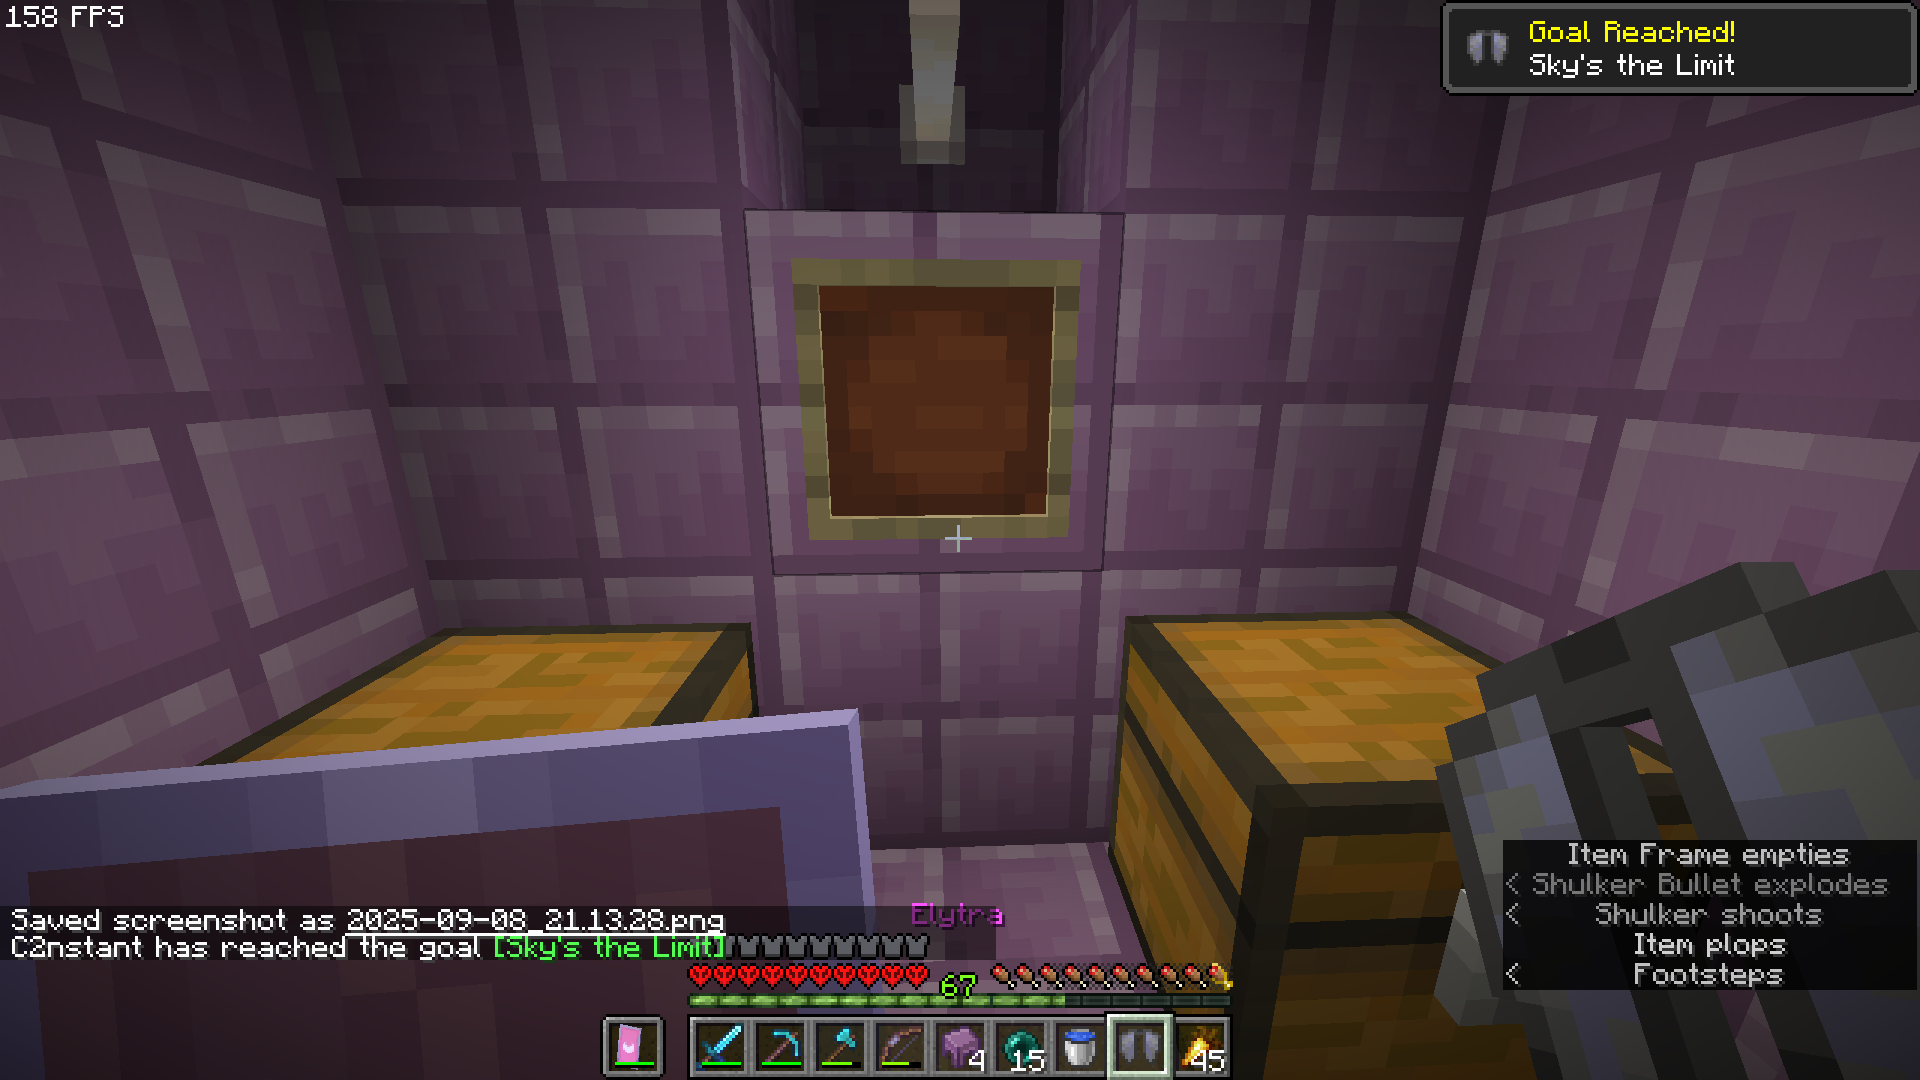 158 FPS
Goal Reached!
Sky's the Limit
Item Frame empties
< Shulker Bullet explodes
< Shulker shoots
Item plops
< Footsteps
Elytra
Saved screenshot as 2025-09-08_21.13.28.png
C2nstant has reached the goal [Sky's the Limit]
67
4
15
45